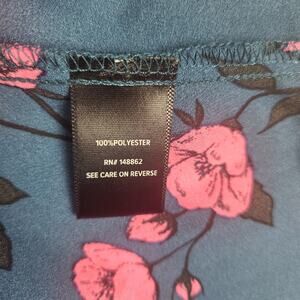 100%POLYESTER
RN# 148862
SEE CARE ON REVERSE